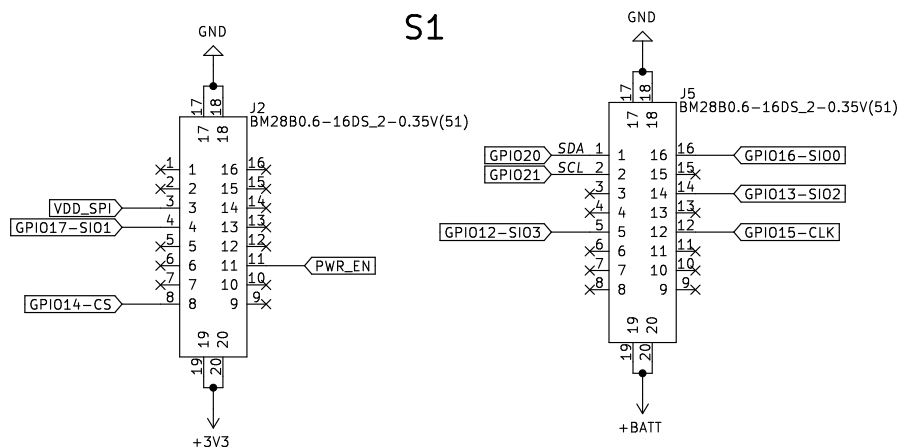 S1
GND
17 18
J2
BM28B0.6-16DS_2-0.35V(51)
17 18
1 1 16 16
2 2 15 15
VDD_SPI 3 3 14 14
GPIO17-SIO1 4 4 13 13
5 5 12 12
6 6 11 11 PWR_EN
7 7 10 10
GPIO14-CS 8 8 9 9
19 20
19 20
+3V3
GND
17 18
J5
BM28B0.6-16DS_2-0.35V(51)
17 18
GPIO20 SDA 1 1 16 16 GPIO16-SIO0
GPIO21 SCL 2 2 15 15
3 3 14 14 GPIO13-SIO2
4 4 13 13
GPIO12-SIO3 5 5 12 12 GPIO15-CLK
6 6 11 11
7 7 10 10
8 8 9 9
19 20
19 20
+BATT